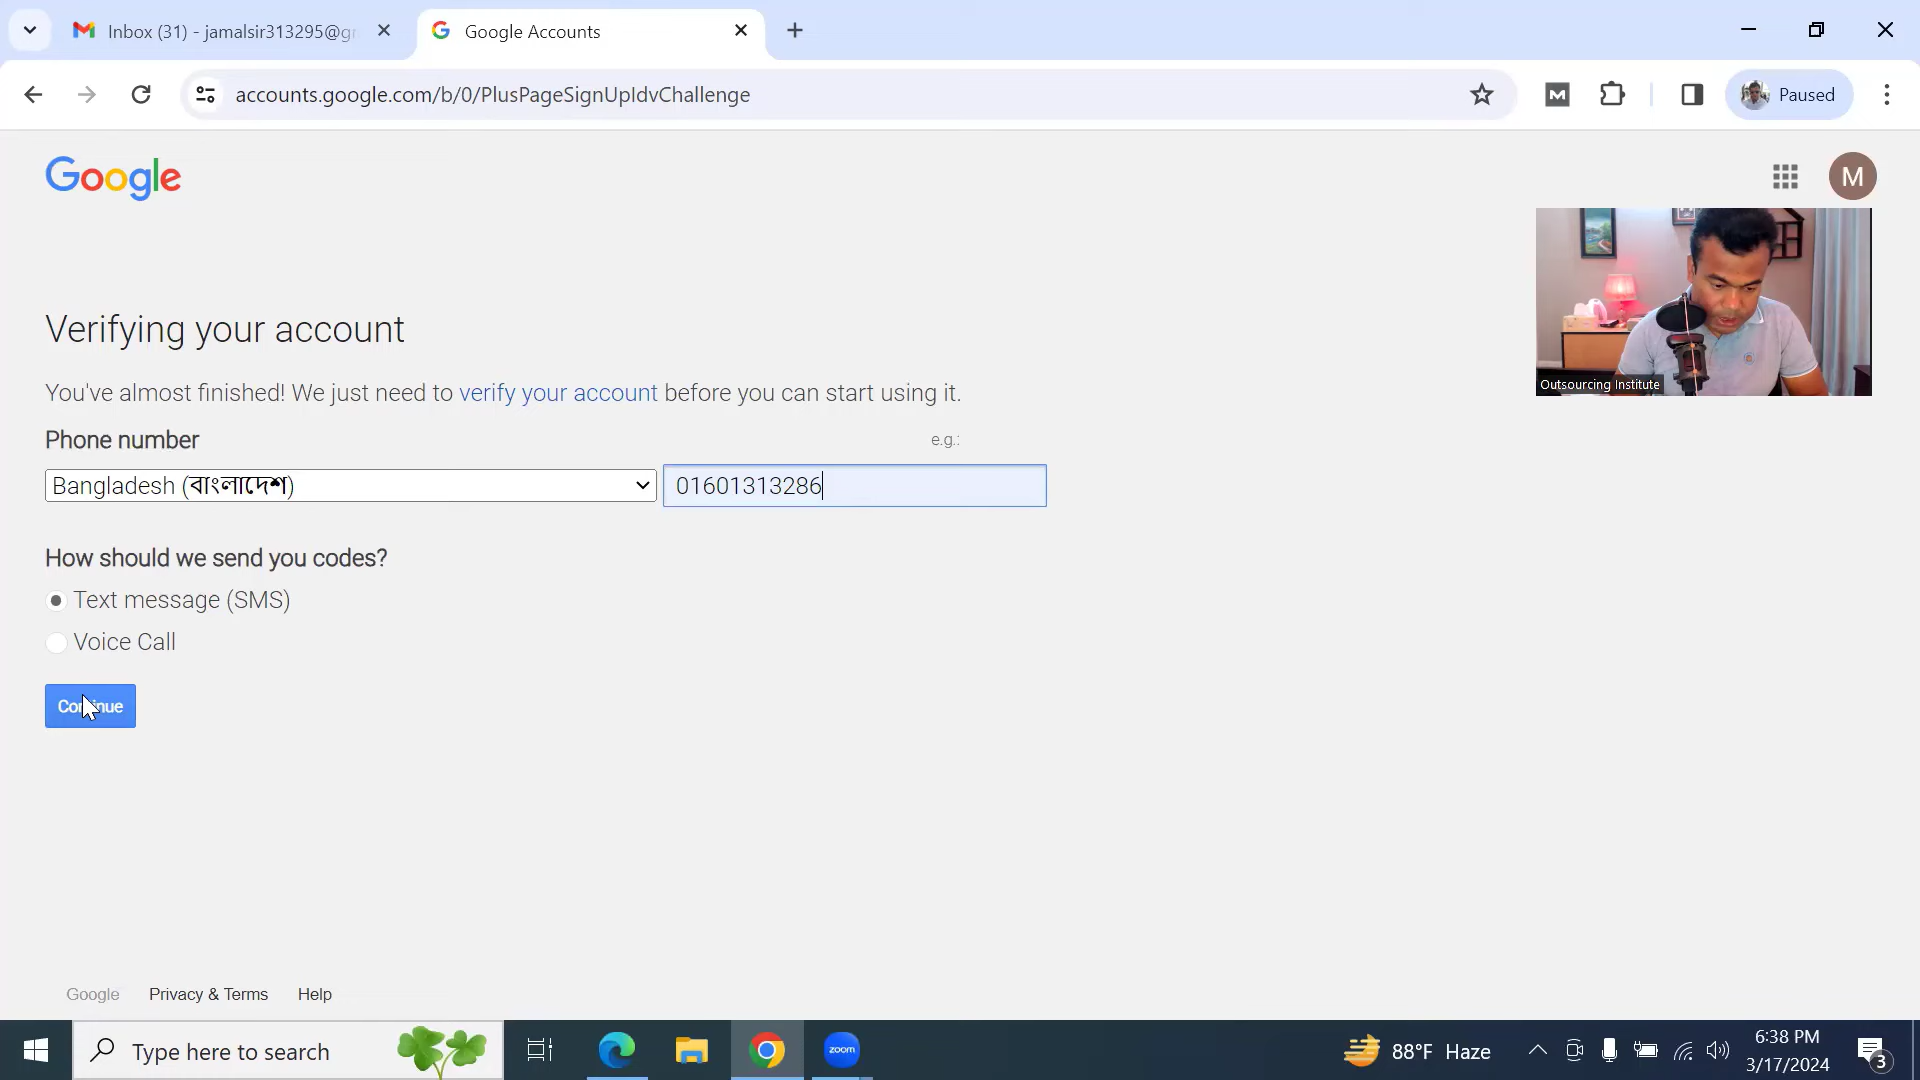 Inbox (31) - jamalsir313295@gr
Google Accounts
accounts.google.com/b/0/PlusPageSignUpIdvChallenge
Paused
Google
M
Outsourcing Institute
Verifying your account
You've almost finished! We just need to verify your account before you can start using it.
Phone number
e.g.:
Bangladesh (বাংলাদেশ)
01601313286
How should we send you codes?
Text message (SMS)
Voice Call
Continue
Google
Privacy & Terms
Help
Type here to search
zoom
88°F Haze
6:38 PM
3/17/2024
3